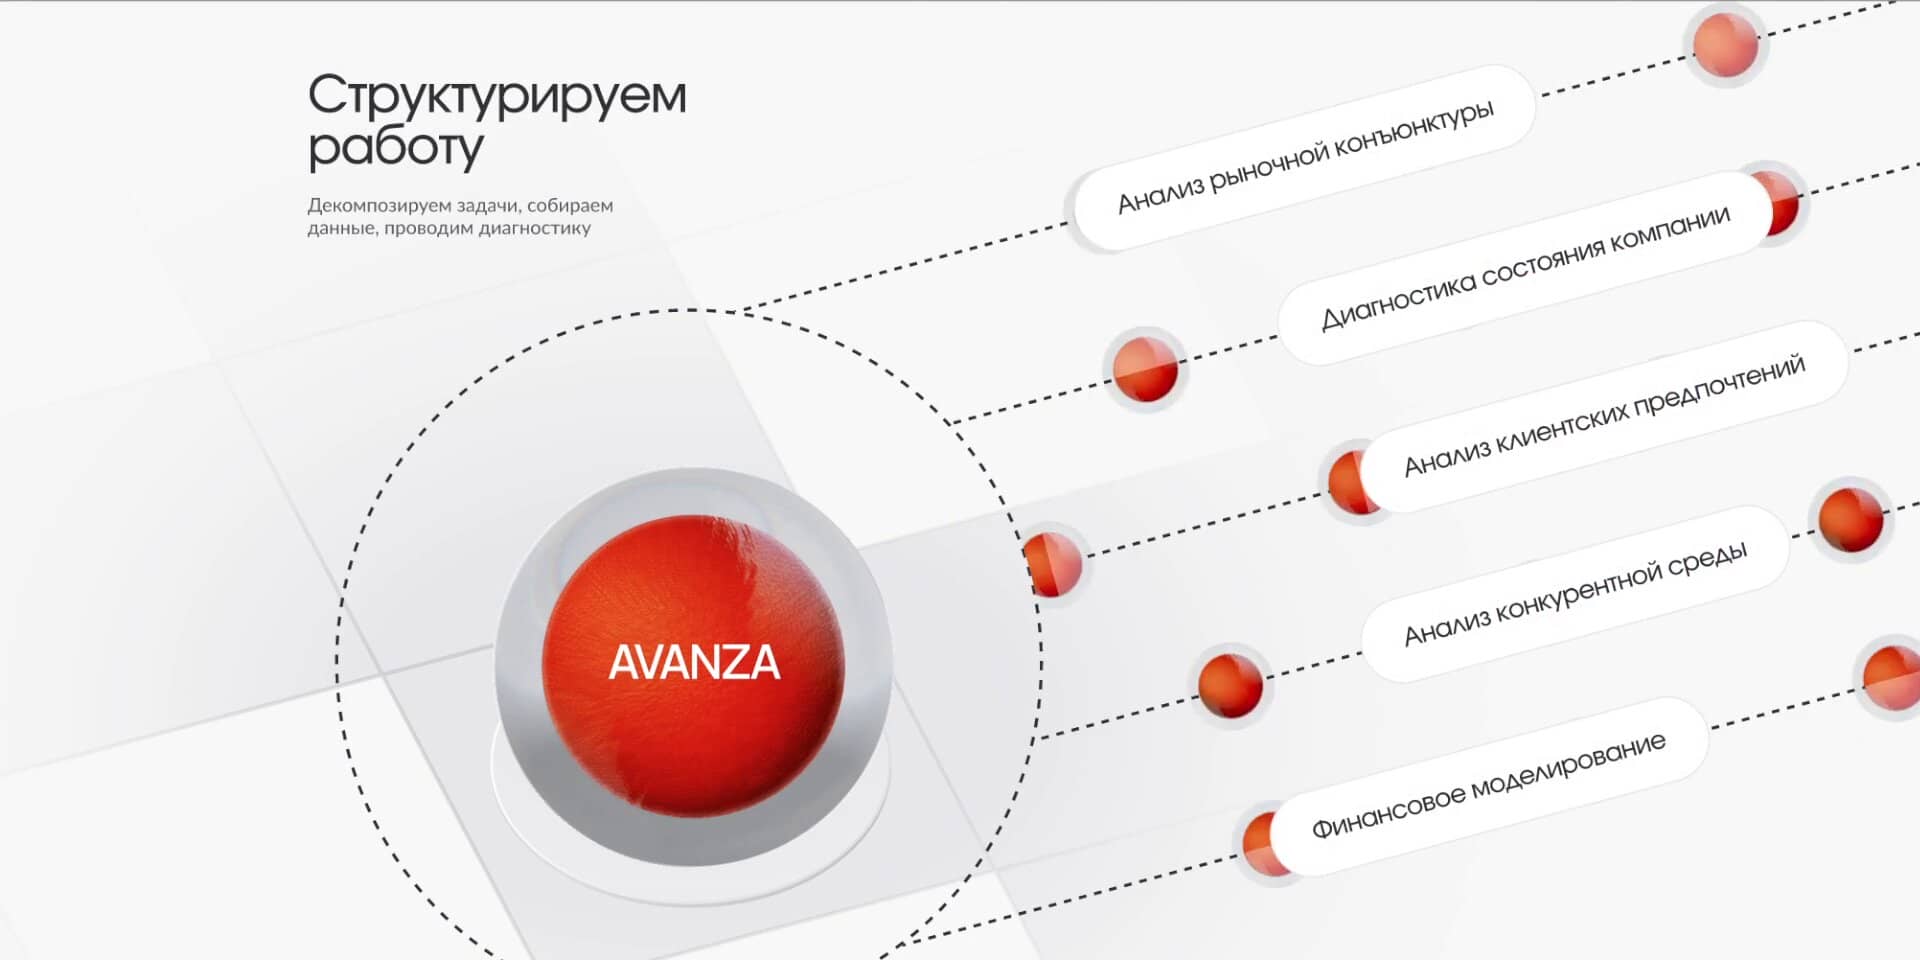 Структурируем
работу
Декомпозируем задачи, собираем
данные, проводим диагностику
Анализ рыночной конъюнктуры
Диагностика состояния компании
Анализ клиентских предпочтений
Анализ конкурентной среды
Финансовое моделирование
AVANZA